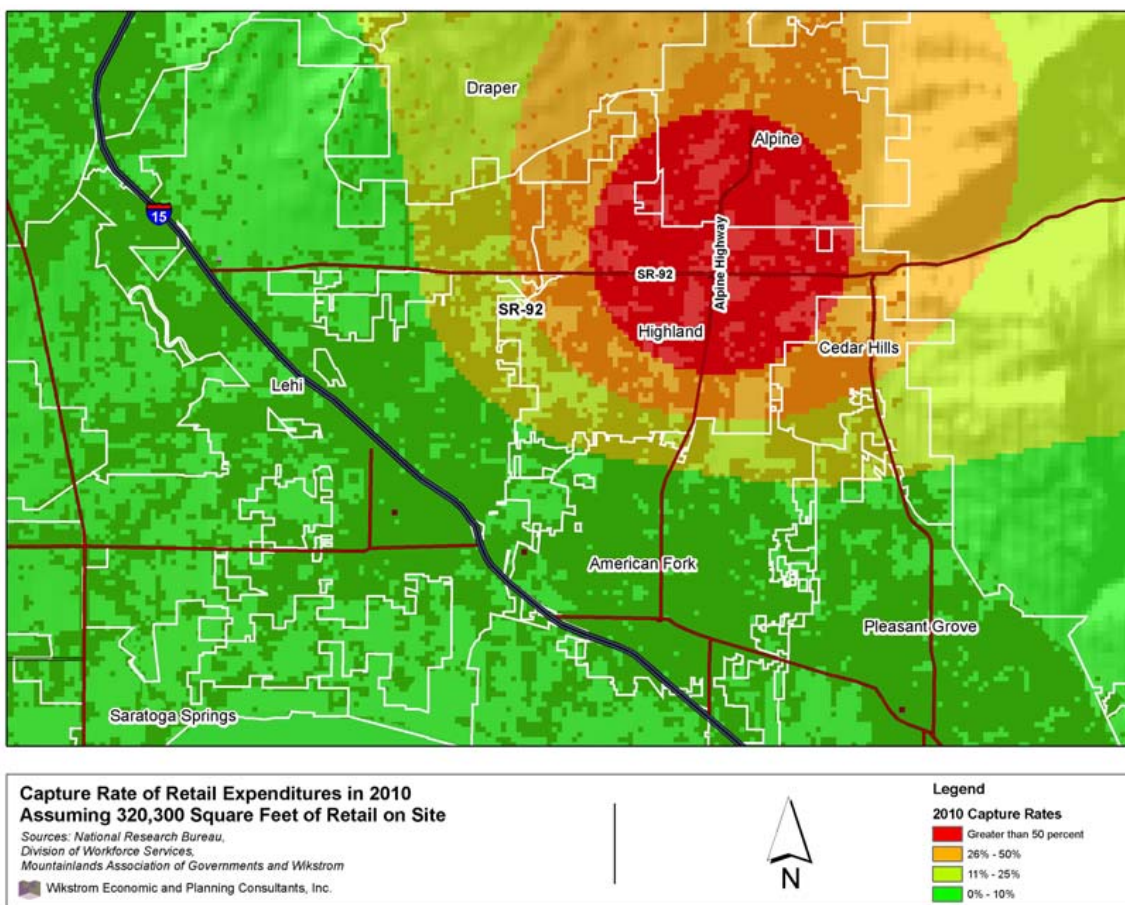 Draper
Alpine
15
Alpine Highway
SR-92
SR-92
Highland
Cedar Hills
Lehi
American Fork
Pleasant Grove
Saratoga Springs
Capture Rate of Retail Expenditures in 2010
Assuming 320,300 Square Feet of Retail on Site
Sources: National Research Bureau,
Division of Workforce Services,
Mountainlands Association of Governments and Wikstrom
Wikstrom Economic and Planning Consultants, Inc.
N
Legend
2010 Capture Rates
Greater than 50 percent
26% - 50%
11% - 25%
0% - 10%